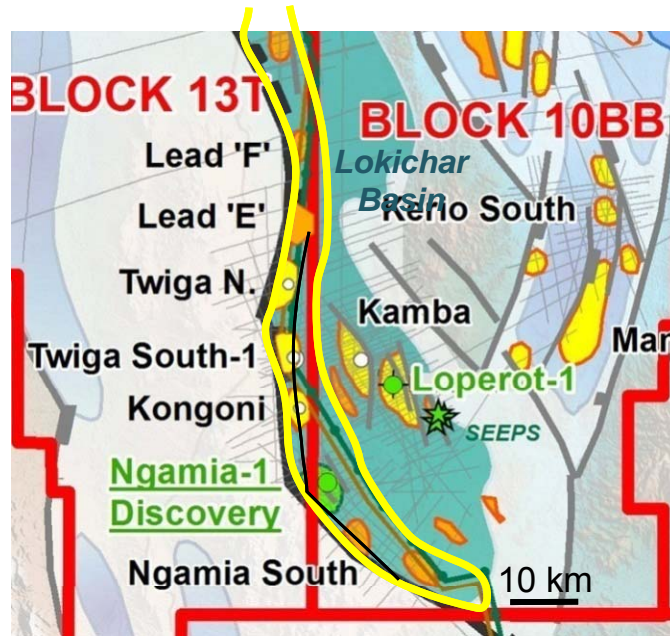 BLOCK 13T
BLOCK 10BB
Lead 'F'
Lokichar
Basin
Lead 'E'
Kerio South
Twiga N.
Kamba
Twiga South-1
Mar
Loperot-1
Kongoni
SEEPS
Ngamia-1
Discovery
Ngamia South
10 km